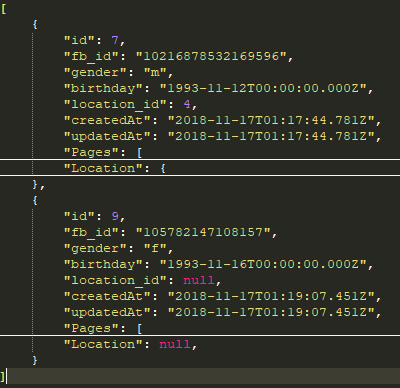 [
    {
        "id": 7,
        "fb_id": "10216878532169596",
        "gender": "m",
        "birthday": "1993-11-12T00:00:00.000Z",
        "location_id": 4,
        "createdAt": "2018-11-17T01:17:44.781Z",
        "updatedAt": "2018-11-17T01:17:44.781Z",
        "Pages": [
        "Location": {
    },
    {
        "id": 9,
        "fb_id": "105782147108157",
        "gender": "f",
        "birthday": "1993-11-16T00:00:00.000Z",
        "location_id": null,
        "createdAt": "2018-11-17T01:19:07.451Z",
        "updatedAt": "2018-11-17T01:19:07.451Z",
        "Pages": [
        "Location": null,
    }
]